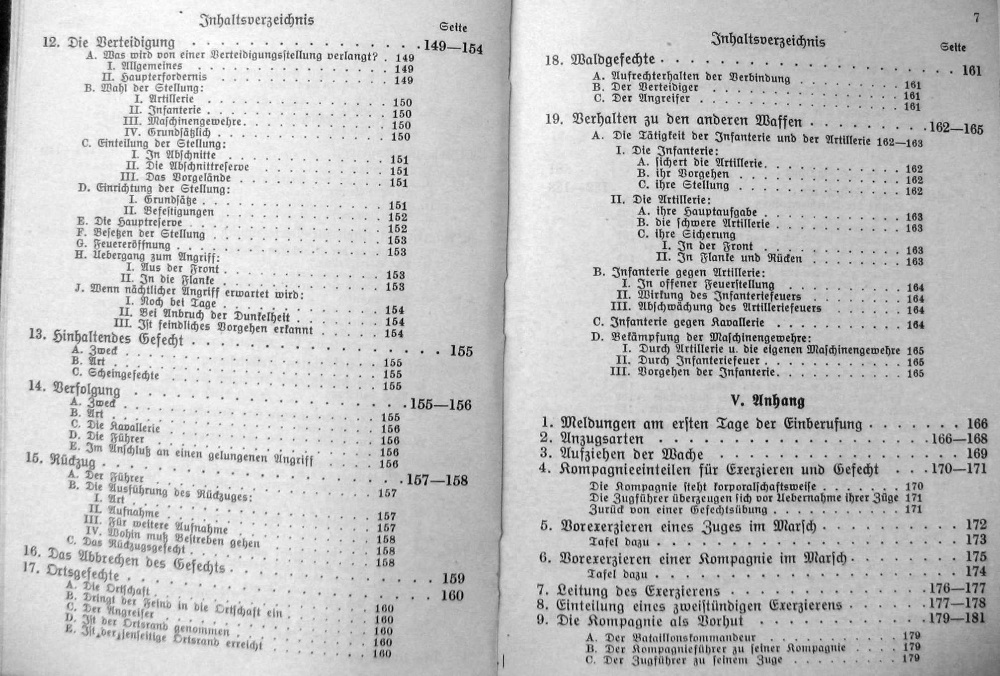 Inhaltsverzeichnis
Seite
12. Die Verteidigung . . . . . . . . . . 149—154
A. Was wird von einer Verteidigungsstellung verlangt? . 149
I. Allgemeines . . . . . . . . . . 149
II. Haupterfordernis . . . . . . . . . . 149
B. Wahl der Stellung:
I. Artillerie . . . . . . . . . . 150
II. Infanterie . . . . . . . . . . 150
III. Maschinengewehre. . . . . . . . . . 150
IV. Grundsätzlich . . . . . . . . . . 150
C. Einteilung der Stellung:
I. In Abschnitte . . . . . . . . . . 151
II. Die Abschnittreserve . . . . . . . . . . 151
III. Das Vorgelände . . . . . . . . . . 151
D. Einrichtung der Stellung:
I. Grundsätze . . . . . . . . . . 151
II. Befestigungen . . . . . . . . . . 152
E. Die Hauptreserve . . . . . . . . . . 152
F. Besetzen der Stellung . . . . . . . . . . 153
G. Feuereröffnung . . . . . . . . . . 153
H. Uebergang zum Angriff:
I. Aus der Front . . . . . . . . . . 153
II. In die Flanke . . . . . . . . . . 153
J. Wenn nächtlicher Angriff erwartet wird:
I. Noch bei Tage . . . . . . . . . . 154
II. Bei Anbruch der Dunkelheit . . . . . . 154
III. Ist feindliches Vorgehen erkannt . . . . . 154
13. Hinhaltendes Gefecht . . . . . . . . . . 155
A. Zweck . . . . . . . . . . 155
B. Art . . . . . . . . . . 155
C. Scheingefechte . . . . . . . . . . 155
14. Verfolgung . . . . . . . . . . 155—156
A. Zweck . . . . . . . . . . 155
B. Art . . . . . . . . . . 156
C. Die Kavallerie . . . . . . . . . . 156
D. Die Führer . . . . . . . . . . 156
E. Im Anschluß an einen gelungenen Angriff . . . . 156
15. Rückzug . . . . . . . . . . 157—158
A. Der Führer . . . . . . . . . . 157
B. Die Ausführung des Rückzuges:
I. Art . . . . . . . . . . 157
II. Aufnahme . . . . . . . . . . 157
III. Für weitere Aufnahme . . . . . . . . . . 158
IV. Wohin muß Bestreben gehen . . . . . . 158
C. Das Rückzugsgefecht . . . . . . . . . . 158
16. Das Abbrechen des Gefechts . . . . . . . . . . 159
17. Ortsgefechte . . . . . . . . . . 160
A. Die Ortschaft . . . . . . . . . . 160
B. Dringt der Feind in die Ortschaft ein . . . . . 160
C. Der Angreifer . . . . . . . . . . 160
D. Ist der Ortsrand genommen . . . . . . . . 160
E. Ist der jenseitige Ortsrand erreicht . . . . . 160
7
Inhaltsverzeichnis
Seite
18. Waldgefechte . . . . . . . . . . 161
A. Aufrechterhalten der Verbindung . . . . . . 161
B. Der Verteidiger . . . . . . . . . . 161
C. Der Angreifer . . . . . . . . . . 161
19. Verhalten zu den anderen Waffen . . . . . . . . 162—165
A. Die Tätigkeit der Infanterie und der Artillerie 162—163
I. Die Infanterie:
A. sichert die Artillerie. . . . . . . . . . 162
B. ihr Vorgehen . . . . . . . . . . 162
C. ihre Stellung . . . . . . . . . . 162
II. Die Artillerie:
A. ihre Hauptaufgabe . . . . . . . . . . 163
B. die schwere Artillerie . . . . . . . . . . 163
C. ihre Sicherung
I. In der Front . . . . . . . . . . 163
II. In Flanke und Rücken . . . . . . . 163
B. Infanterie gegen Artillerie:
I. In offener Feuerstellung . . . . . . . . . . 164
II. Wirkung des Infanteriefeuers . . . . . . . 164
III. Abschwächung des Artilleriefeuers . . . . . 164
C. Infanterie gegen Kavallerie . . . . . . . . . . 164
D. Bekämpfung der Maschinengewehre:
I. Durch Artillerie u. die eigenen Maschinengewehre 165
II. Durch Infanteriefeuer. . . . . . . . . . 165
III. Vorgehen der Infanterie. . . . . . . . . . 165
V. Anhang
1. Meldungen am ersten Tage der Einberufung . . . . . 166
2. Anzugsarten . . . . . . . . . . 166—168
3. Aufziehen der Wache . . . . . . . . . . 169
4. Kompagnieeinteilen für Exerzieren und Gefecht . . . 170—171
Die Kompagnie steht korporalschaftsweise . . . . . 170
Die Zugführer überzeugen sich vor Uebernahme ihrer Züge 171
Zurück von einer Gefechtsübung . . . . . . . . 171
5. Vorexerzieren eines Zuges im Marsch . . . . . . . 172
Tafel dazu . . . . . . . . . . 173
6. Vorexerzieren einer Kompagnie im Marsch . . . . . 175
Tafel dazu . . . . . . . . . . 174
7. Leitung des Exerzierens . . . . . . . . . . 176—177
8. Einteilung eines zweistündigen Exerzierens . . . . . 177—178
9. Die Kompagnie als Vorhut . . . . . . . . . . 179—181
A. Der Bataillonskommandeur . . . . . . . . . . 179
B. Der Kompagnieführer zu seiner Kompagnie . . . . 179
C. Der Zugführer zu seinem Zuge . . . . . . . . 179